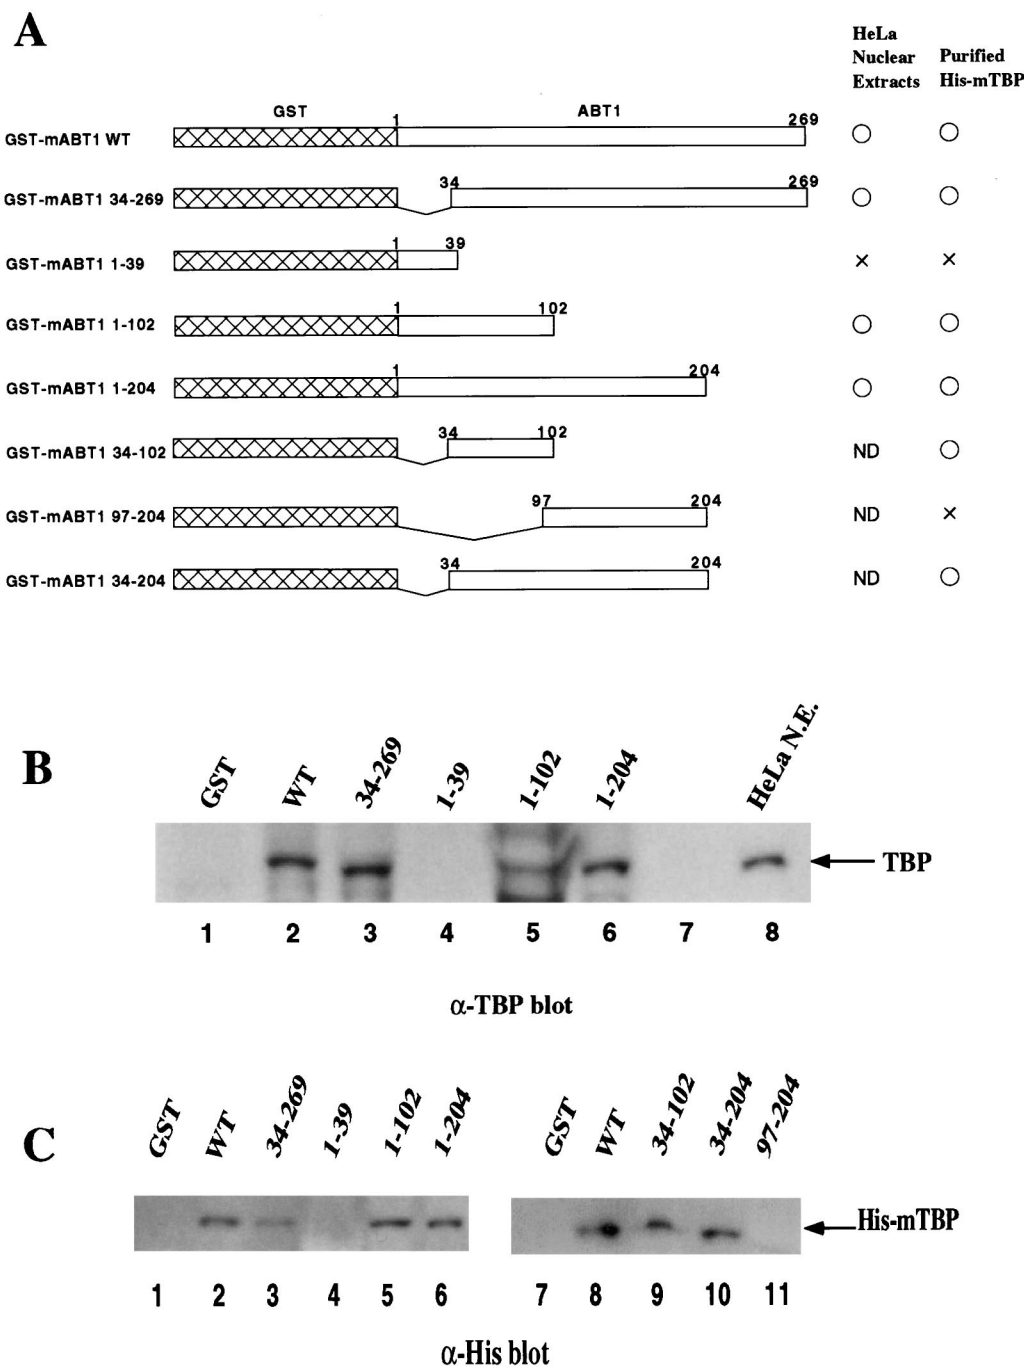 A
HeLa
Nuclear
Extracts
Purified
His-mTBP
GST
ABT1
GST-mABT1 WT
1
269
GST-mABT1 34-269
34
269
GST-mABT1 1-39
1
39
× ×
GST-mABT1 1-102
1
102
GST-mABT1 1-204
1
204
GST-mABT1 34-102
34
102
ND
GST-mABT1 97-204
97
204
ND ×
GST-mABT1 34-204
34
204
ND
B
GST WT 34-269 1-39 1-102 1-204 HeLa N.E.
TBP
1 2 3 4 5 6 7 8
α-TBP blot
C
GST WT 34-269 1-39 1-102 1-204 GST WT 34-102 34-204 97-204
His-mTBP
1 2 3 4 5 6 7 8 9 10 11
α-His blot